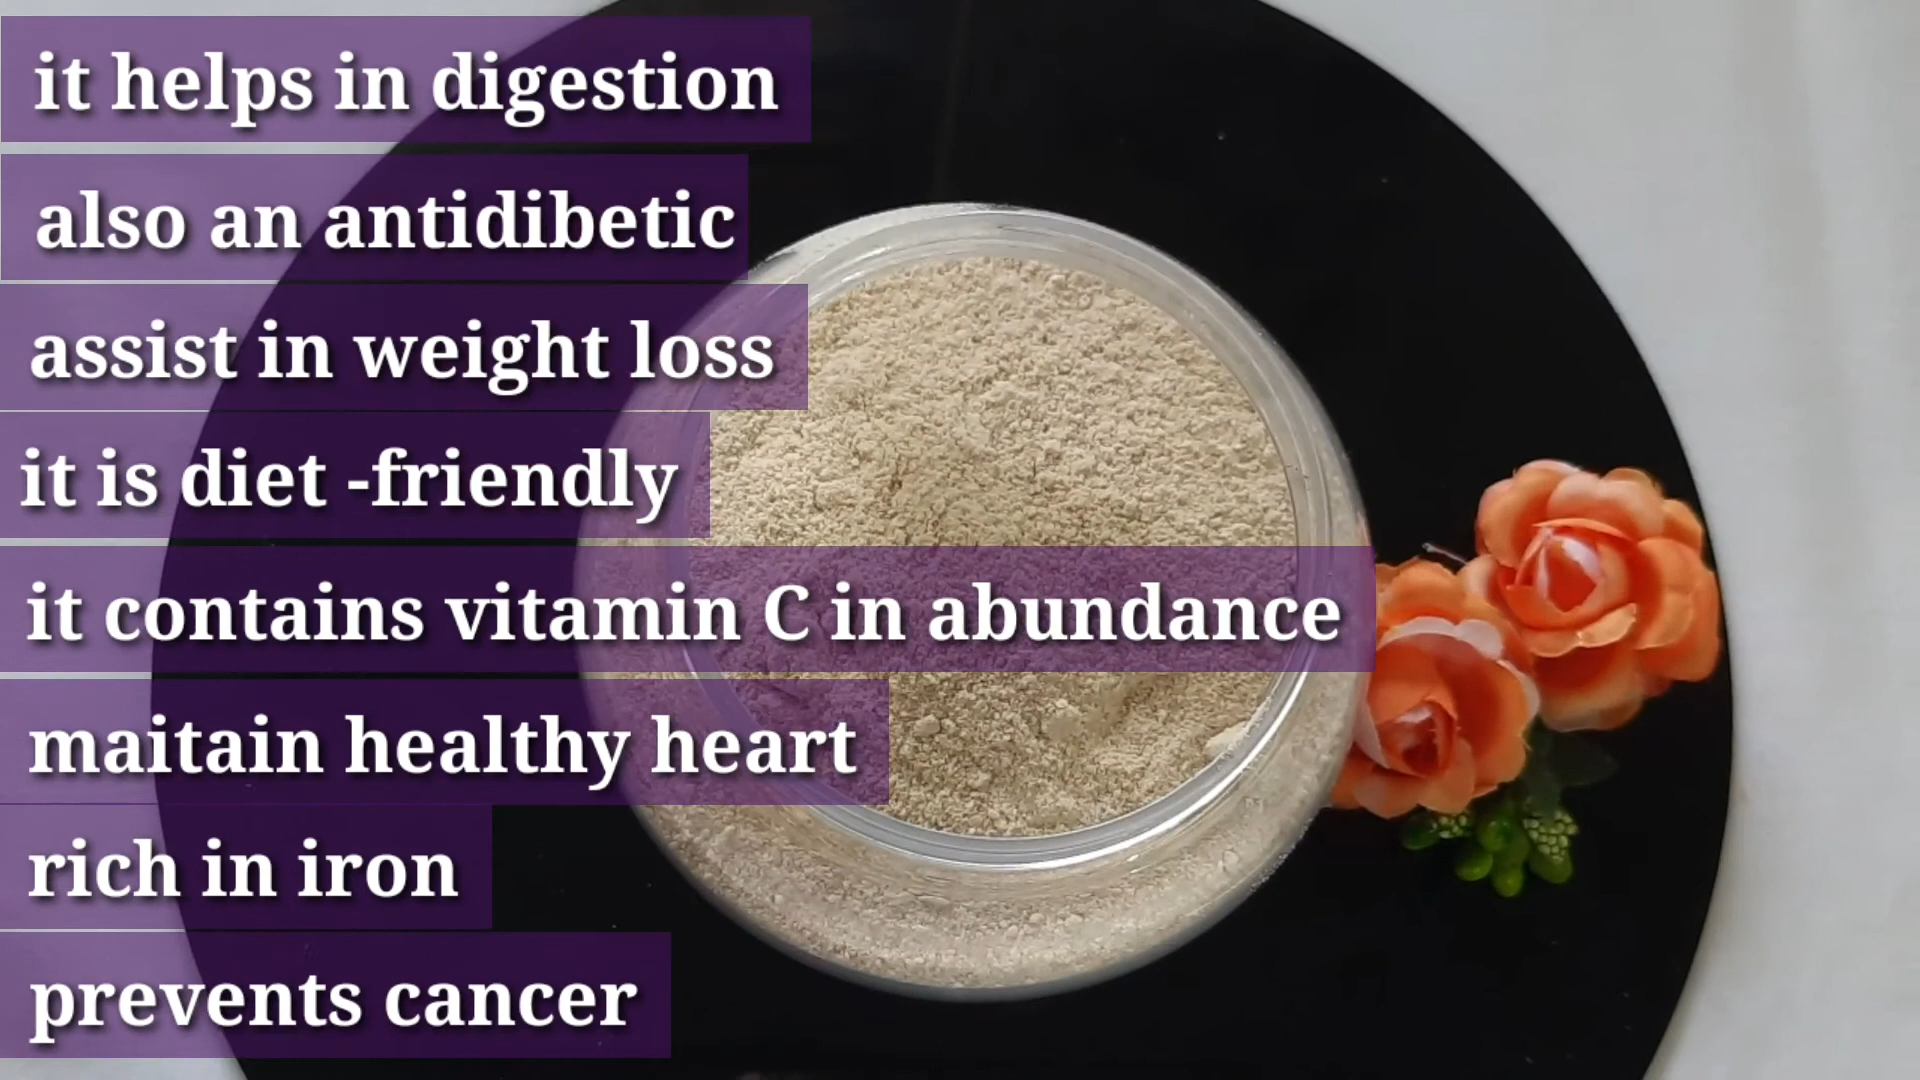 it helps in digestion
also an antidibetic
assist in weight loss
it is diet -friendly
it contains vitamin C in abundance
maitain healthy heart
rich in iron
prevents cancer